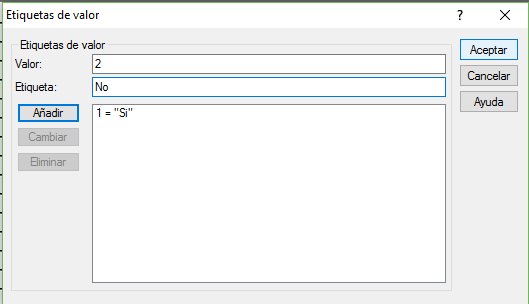 Etiquetas de valor
?
Etiquetas de valor
Valor: 2
Etiqueta: No
Aceptar
Cancelar
Ayuda
Añadir
Cambiar
Eliminar
1 = "Si"